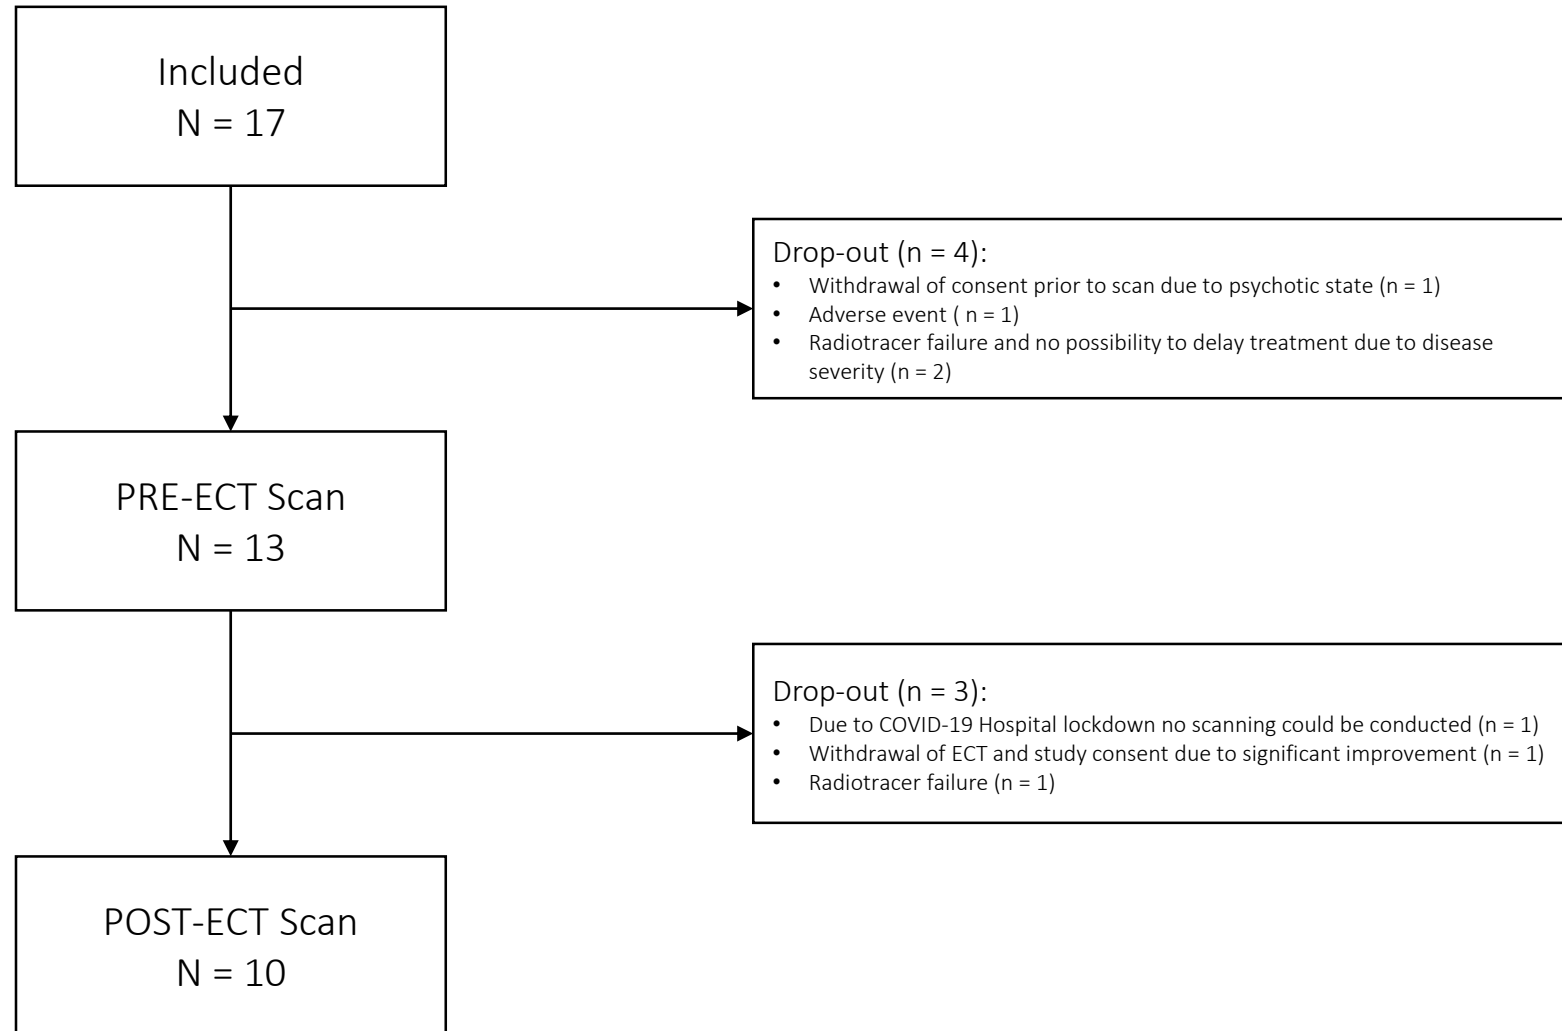 Included
N = 17
Drop-out (n = 4):
• Withdrawal of consent prior to scan due to psychotic state (n = 1)
• Adverse event ( n = 1)
• Radiotracer failure and no possibility to delay treatment due to disease
severity (n = 2)
PRE-ECT Scan
N = 13
Drop-out (n = 3):
• Due to COVID-19 Hospital lockdown no scanning could be conducted (n = 1)
• Withdrawal of ECT and study consent due to significant improvement (n = 1)
• Radiotracer failure (n = 1)
POST-ECT Scan
N = 10